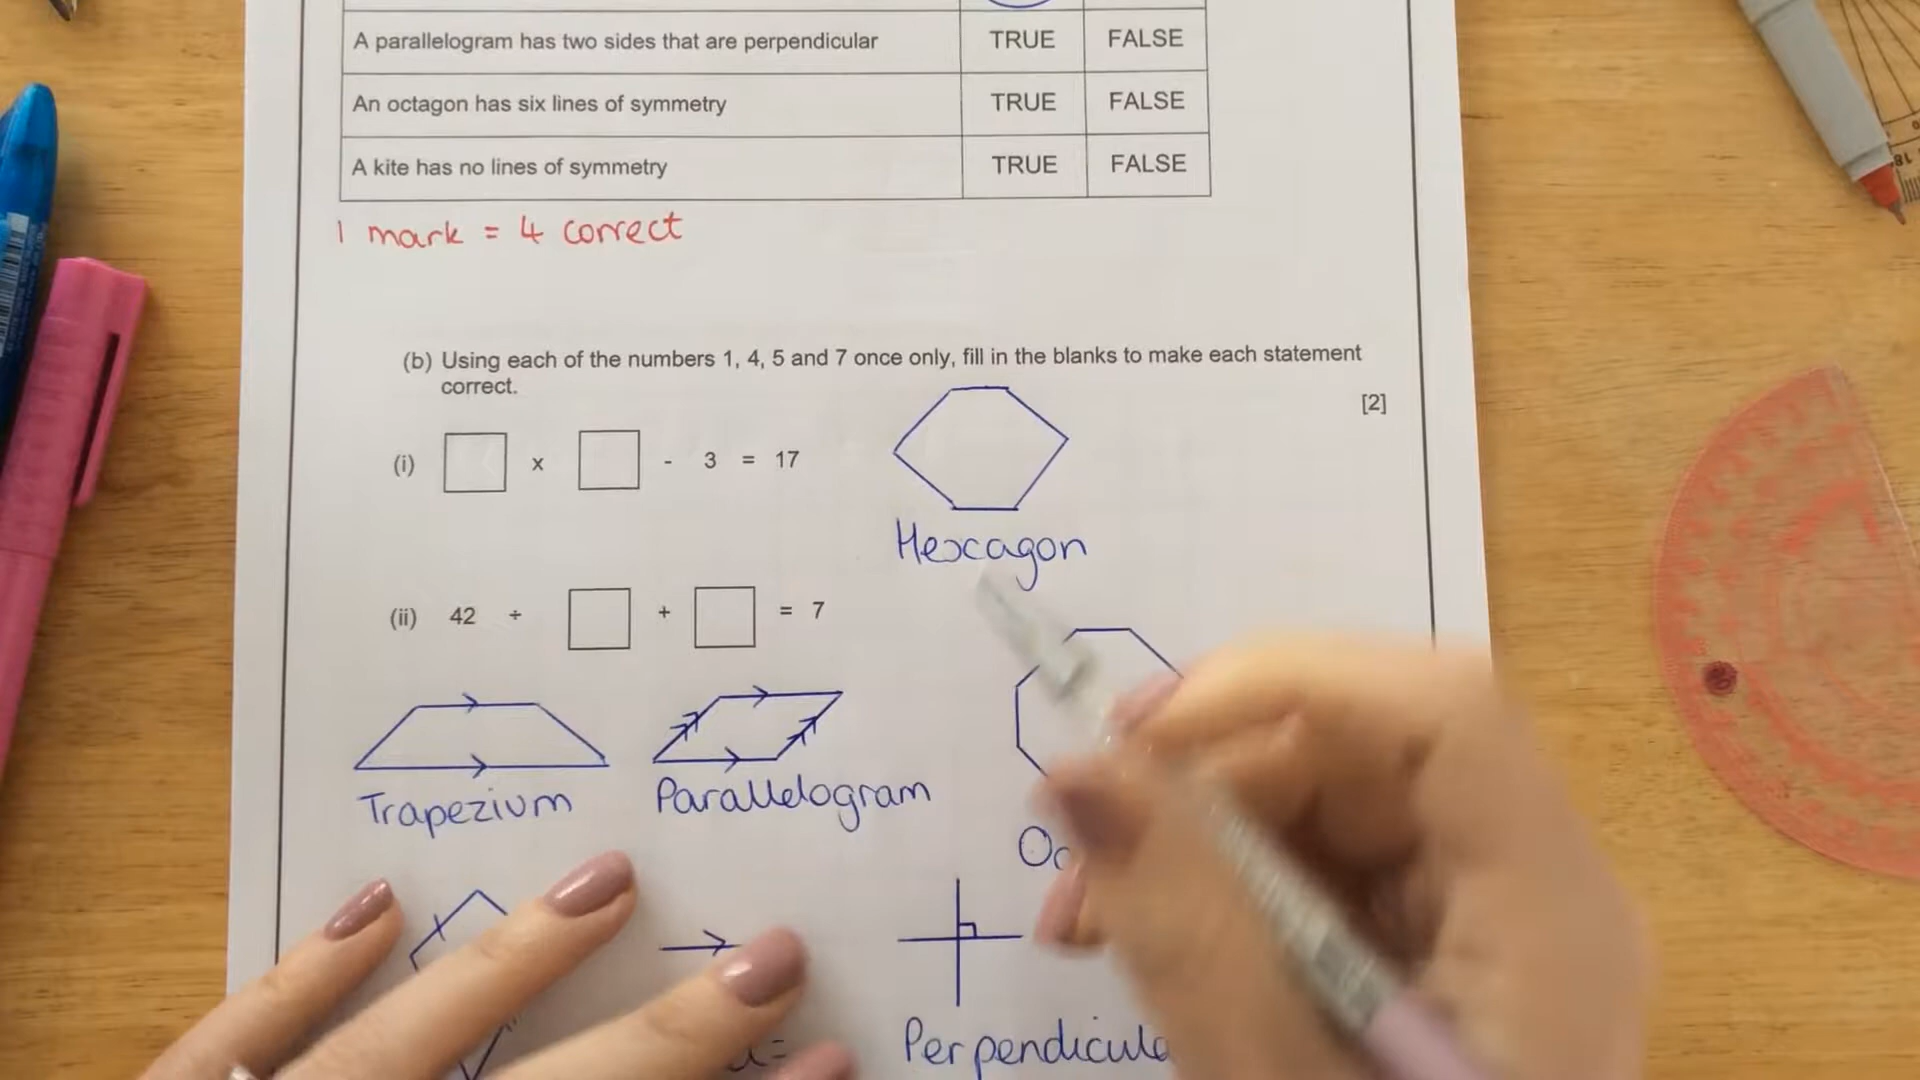 A parallelogram has two sides that are perpendicular TRUE FALSE
An octagon has six lines of symmetry TRUE FALSE
A kite has no lines of symmetry TRUE FALSE
1 mark = 4 correct
(b) Using each of the numbers 1, 4, 5 and 7 once only, fill in the blanks to make each statement
correct.
[2]
(i) x - 3 = 17
Hexagon
(ii) 42 ÷ + = 7
Trapezium Parallelogram
Perpendicula